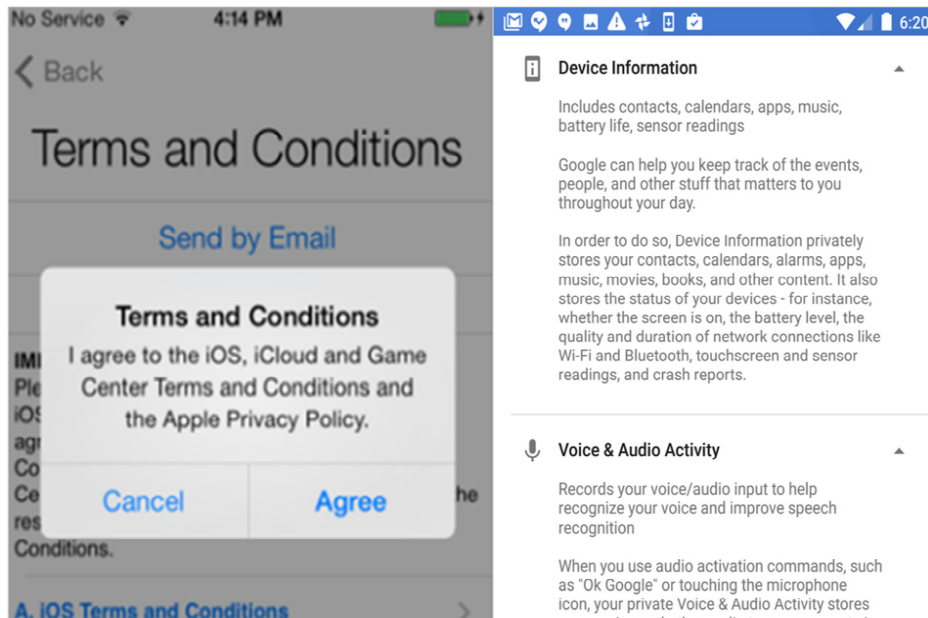 No Service 4:14 PM
Back
Terms and Conditions
Send by Email
Terms and Conditions
I agree to the iOS, iCloud and Game
Center Terms and Conditions and
the Apple Privacy Policy.
Cancel Agree
he
Conditions.
A. iOS Terms and Conditions
6:20
Device Information
Includes contacts, calendars, apps, music,
battery life, sensor readings
Google can help you keep track of the events,
people, and other stuff that matters to you
throughout your day.
In order to do so, Device Information privately
stores your contacts, calendars, alarms, apps,
music, movies, books, and other content. It also
stores the status of your devices - for instance,
whether the screen is on, the battery level, the
quality and duration of network connections like
Wi-Fi and Bluetooth, touchscreen and sensor
readings, and crash reports.
Voice & Audio Activity
Records your voice/audio input to help
recognize your voice and improve speech
recognition
When you use audio activation commands, such
as "Ok Google" or touching the microphone
icon, your private Voice & Audio Activity stores